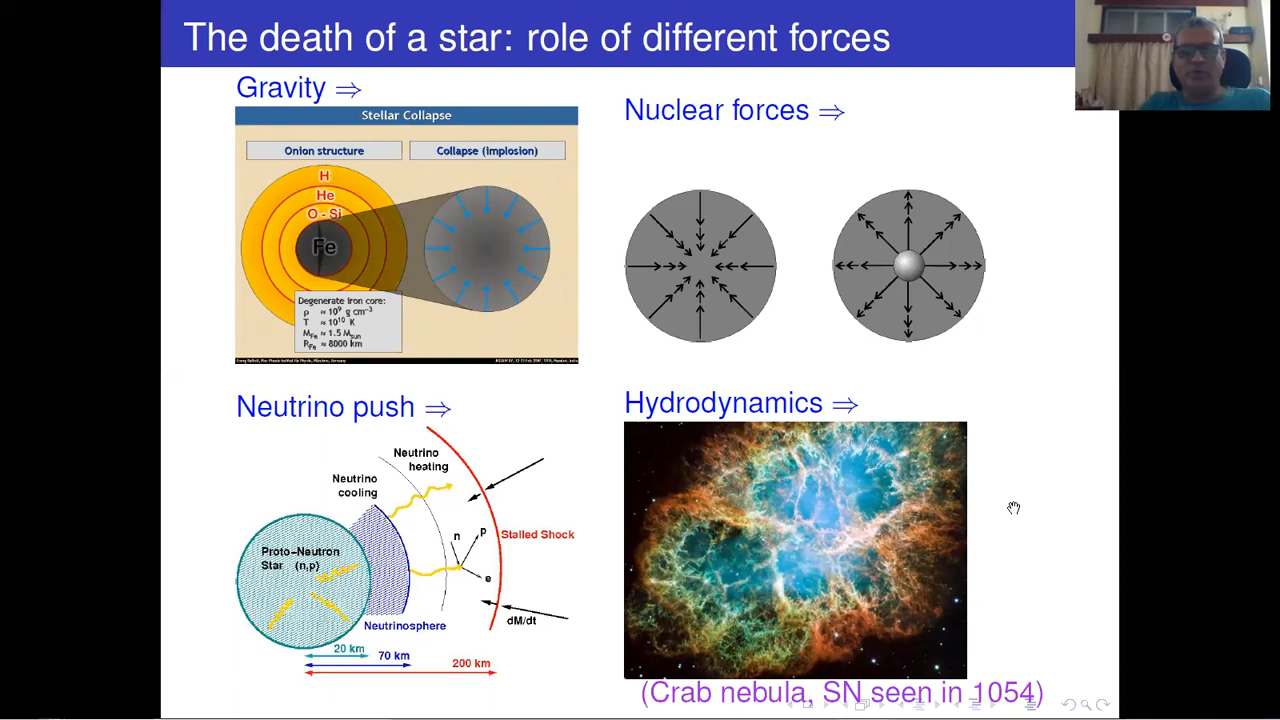 The death of a star: role of different forces
Gravity ⇒
Stellar Collapse
Onion structure
Collapse (implosion)
H
He
O - Si
Fe
Degenerate iron core:
ρ ≈ 10⁹ g cm⁻³
T ≈ 10¹⁰ K
M_Fe ≈ 1.5 M_sun
R_Fe ≈ 8000 km
Nuclear forces ⇒
Neutrino push ⇒
Neutrino
heating
Neutrino
cooling
Proto−Neutron
Star (n,p)
n
p
e
Stalled Shock
dM/dt
Neutrinosphere
20 km
70 km
200 km
Hydrodynamics ⇒
(Crab nebula, SN seen in 1054)